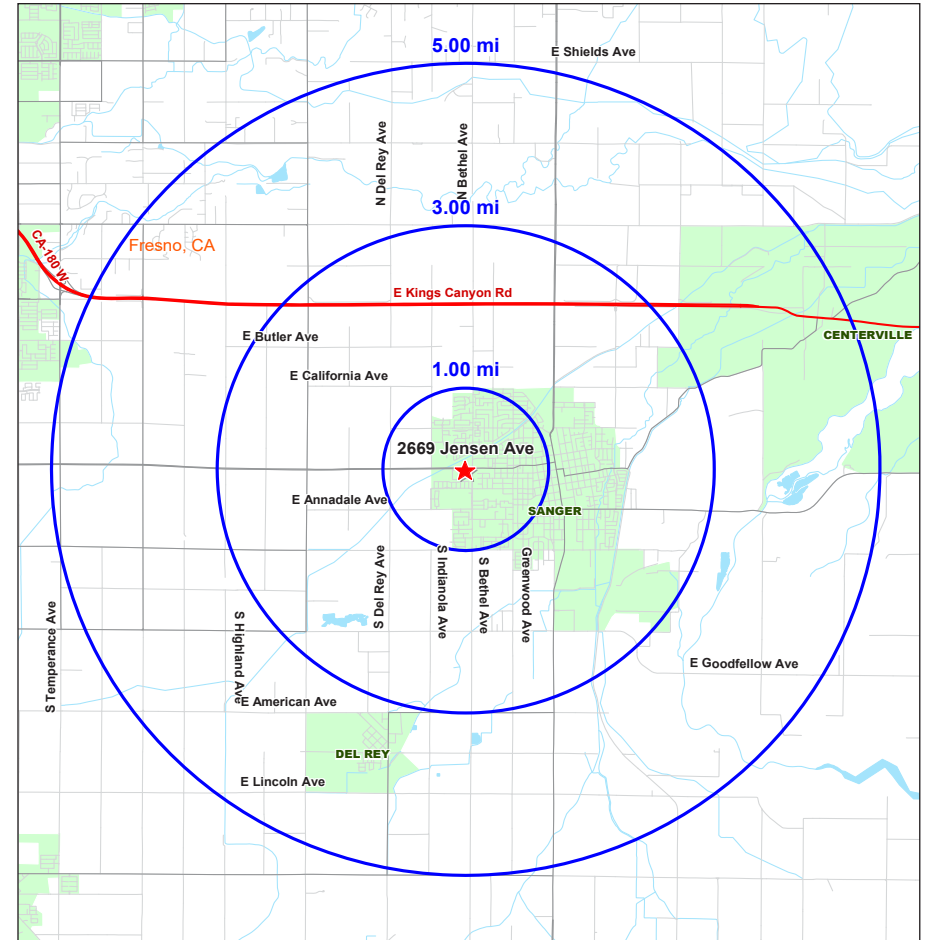 5.00 mi
E Shields Ave
N Del Rey Ave
N Bethel Ave
3.00 mi
CA-180 W
Fresno, CA
E Kings Canyon Rd
E Butler Ave
CENTERVILLE
E California Ave
1.00 mi
2669 Jensen Ave
E Annadale Ave
SANGER
S Del Rey Ave
S Indianola Ave
S Bethel Ave
Greenwood Ave
S Temperance Ave
S Highland Ave
E Goodfellow Ave
E American Ave
DEL REY
E Lincoln Ave